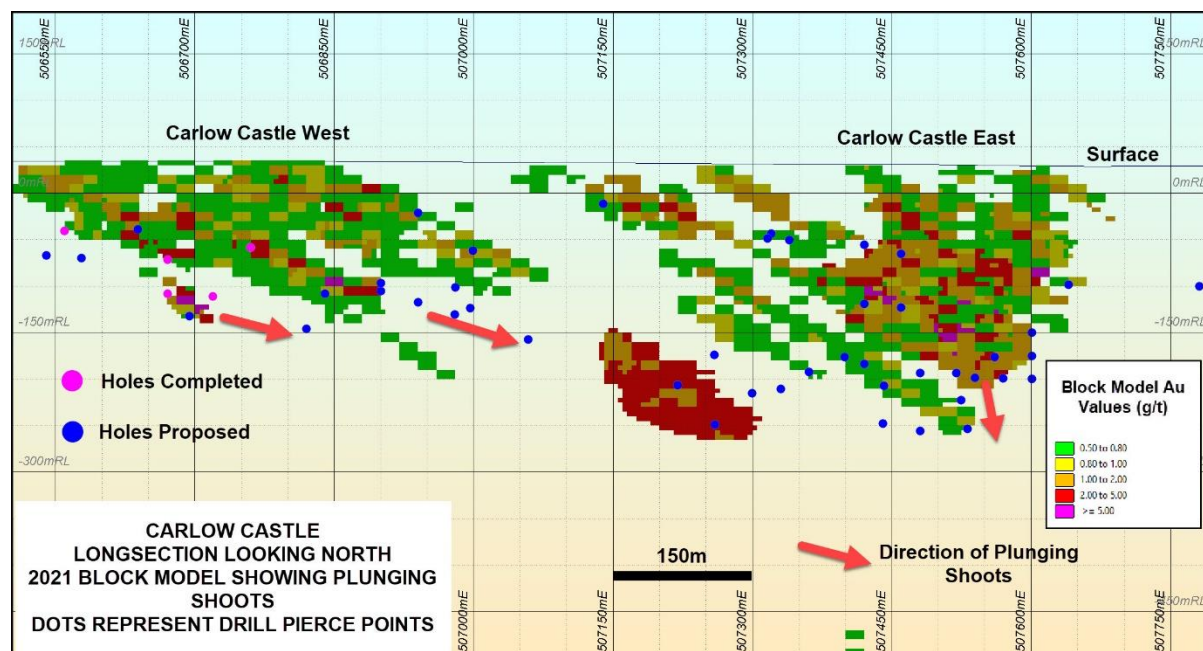 506550mE
506700mE
506850mE
507000mE
507150mE
507300mE
507450mE
507600mE
507750mE
150mRL
150mRL
Carlow Castle West
Carlow Castle East
Surface
0mRL
0mRL
-150mRL
-150mRL
Holes Completed
Holes Proposed
Block Model Au
Values (g/t)
0.50 to 0.80
0.80 to 1.00
1.00 to 2.00
2.00 to 5.00
>= 5.00
-300mRL
CARLOW CASTLE
LONGSECTION LOOKING NORTH
2021 BLOCK MODEL SHOWING PLUNGING
SHOOTS
DOTS REPRESENT DRILL PIERCE POINTS
150m
Direction of Plunging
Shoots
507000mE
507150mE
507300mE
507450mE
507600mE
507750mE